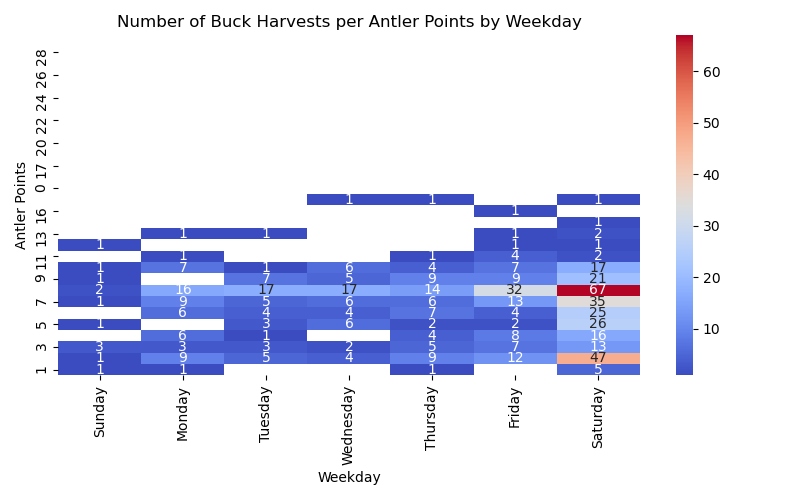 Number of Buck Harvests per Antler Points by Weekday
28
26
24
22
20
17
0
1 1 1
16 1
1
13 1 1 1 2
1 1 1
11 1 1 4 2
1 7 1 6 4 7 17
9 1 7 5 9 9 21
2 16 17 17 14 32 67
7 1 9 5 6 6 13 35
6 4 4 7 4 25
5 1 3 6 2 2 26
6 1 4 8 16
3 3 3 3 2 5 7 13
1 9 5 4 9 12 47
1 1 1 1 5
Antler Points
Sunday Monday Tuesday Wednesday Thursday Friday Saturday
Weekday
60
50
40
30
20
10